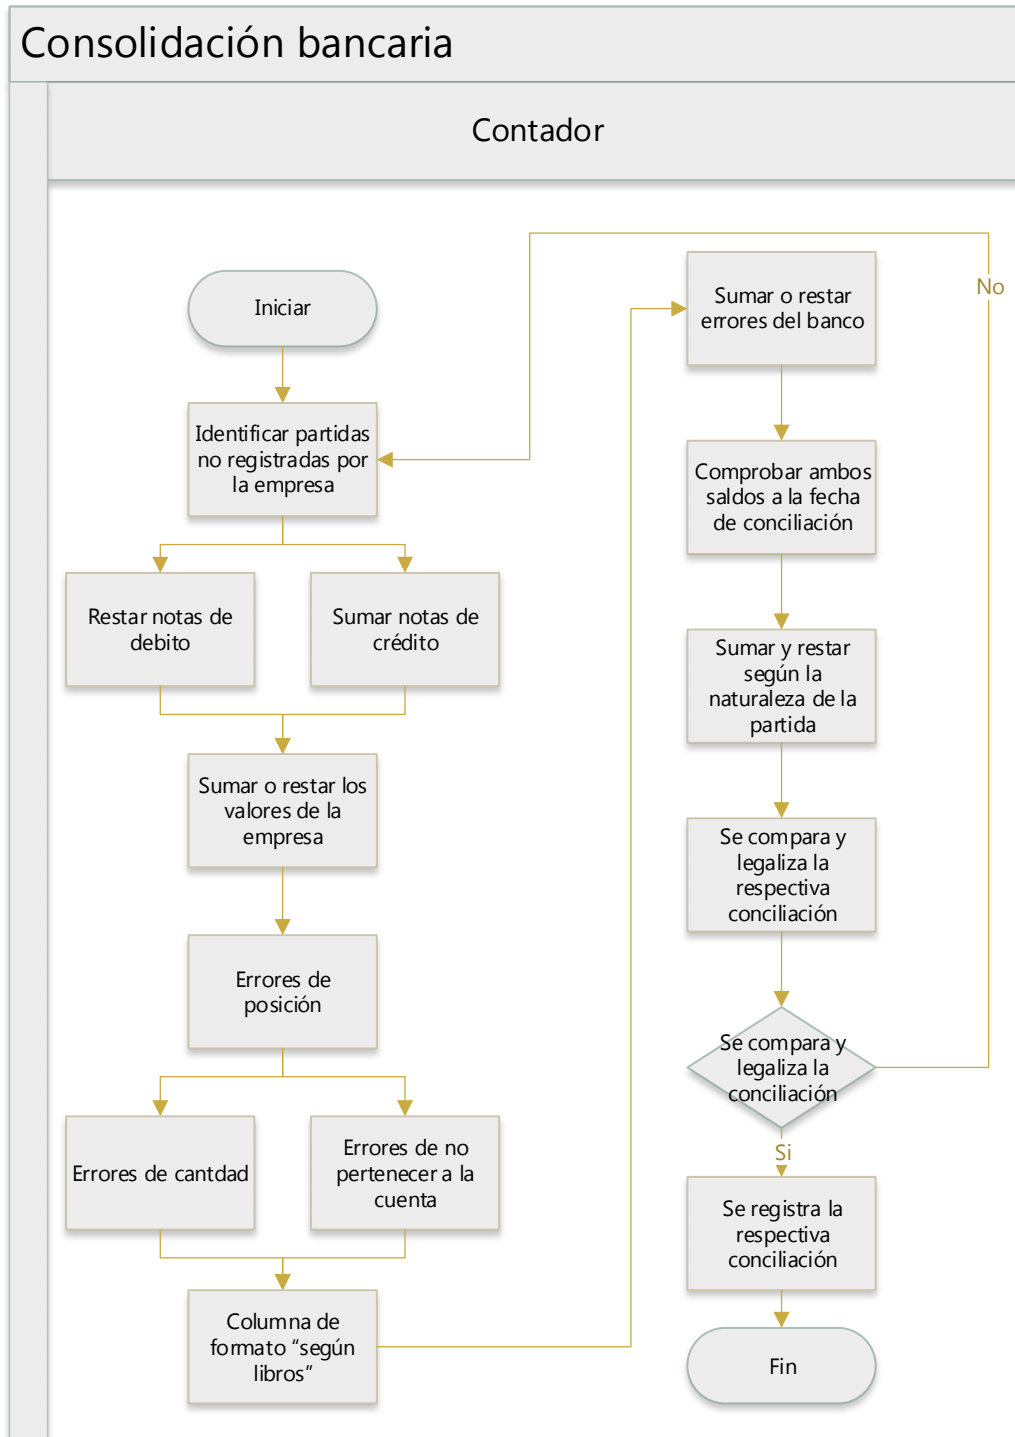 Consolidación bancaria
Contador
Iniciar
Identificar partidas
no registradas por
la empresa
Restar notas de
debito
Sumar notas de
crédito
Sumar o restar los
valores de la
empresa
Errores de
posición
Errores de cantdad
Errores de no
pertenecer a la
cuenta
Columna de
formato “según
libros”
Sumar o restar
errores del banco
Comprobar ambos
saldos a la fecha
de conciliación
Sumar y restar
según la
naturaleza de la
partida
Se compara y
legaliza la
respectiva
conciliación
Se compara y
legaliza la
conciliación
No
Si
Se registra la
respectiva
conciliación
Fin